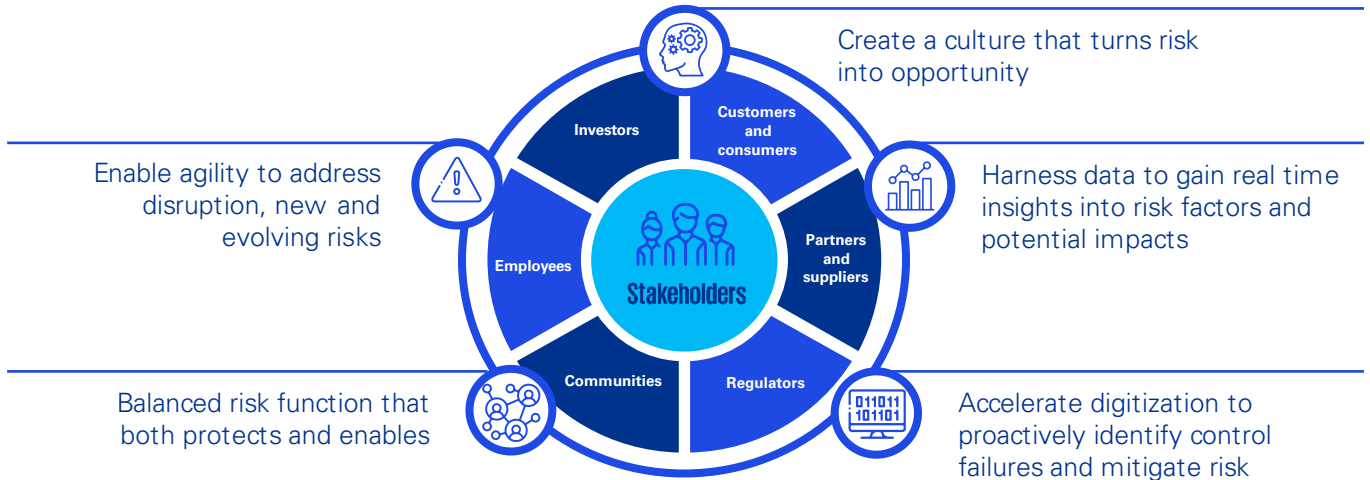 Create a culture that turns risk
into opportunity
Investors
Customers
and
consumers
Enable agility to address
disruption, new and
evolving risks
Harness data to gain real time
insights into risk factors and
potential impacts
Employees
Partners
and
suppliers
Stakeholders
Communities
Regulators
Balanced risk function that
both protects and enables
011011
101101
Accelerate digitization to
proactively identify control
failures and mitigate risk